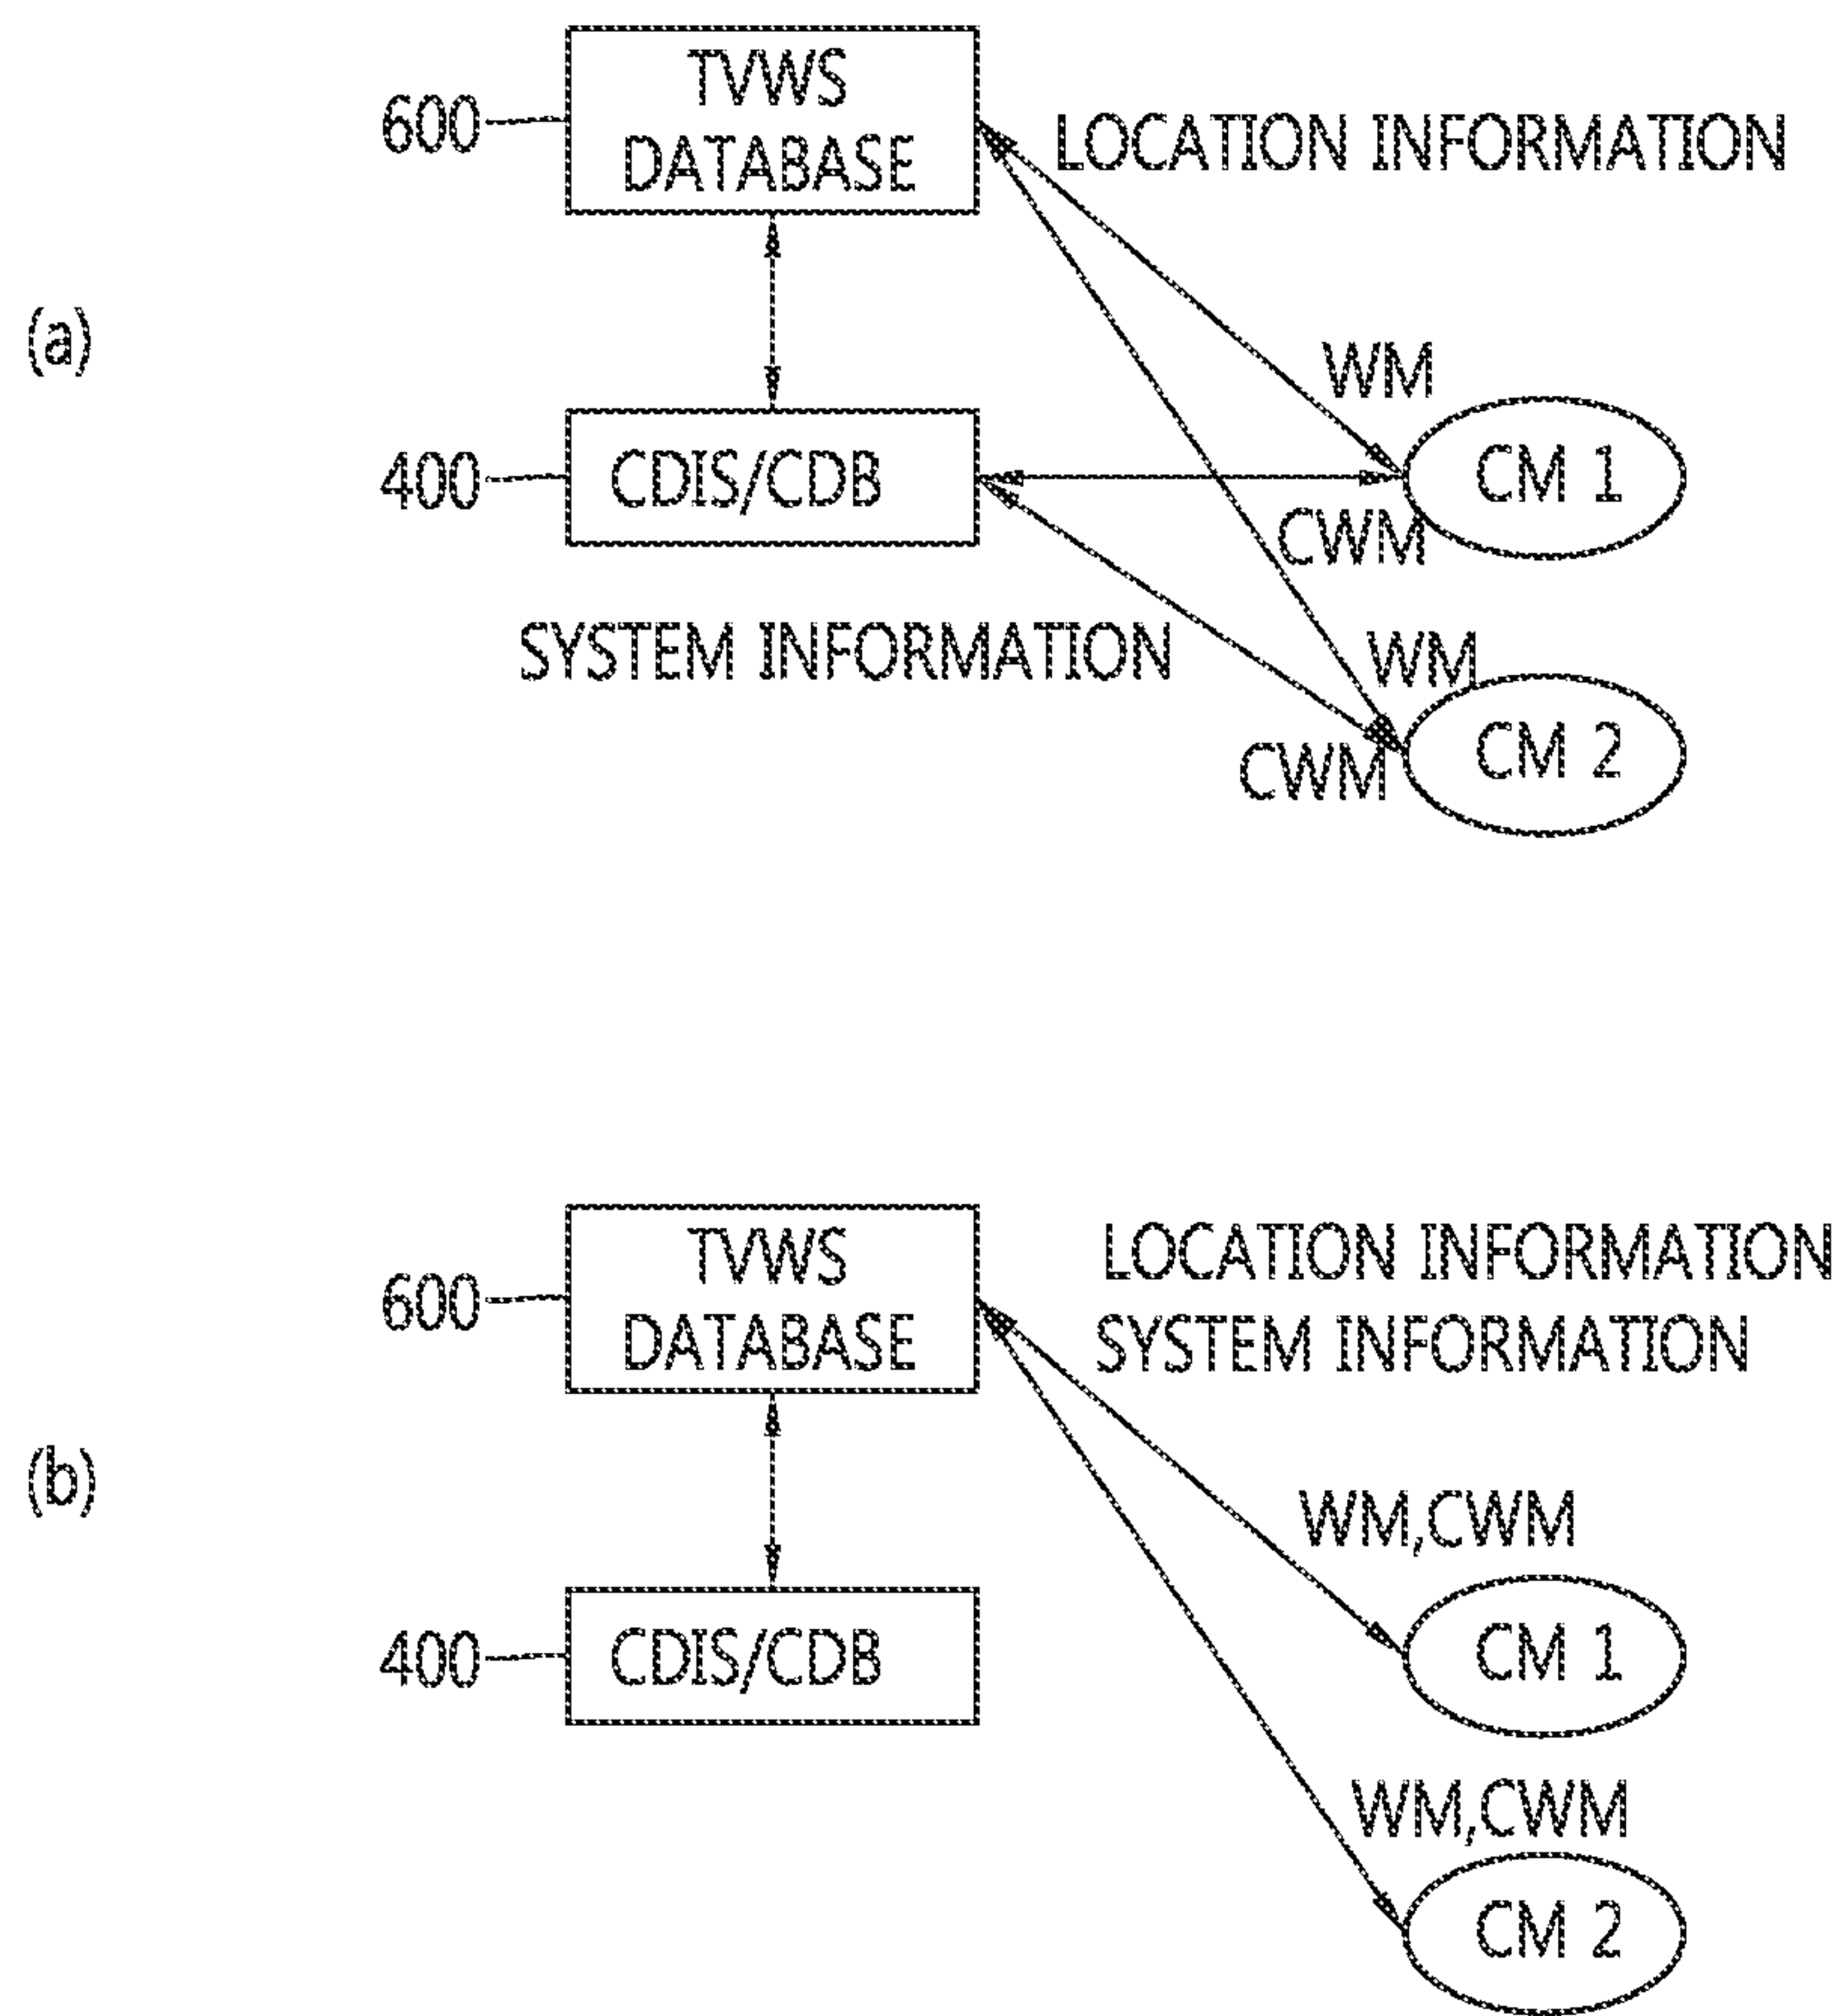 TVWS
DATABASE
600
LOCATION INFORMATION
(a)
WM
400
CDIS/CDB
CM 1
CWM
SYSTEM INFORMATION
WM
CM 2
CWM
TVWS
DATABASE
600
LOCATION INFORMATION
SYSTEM INFORMATION
(b)
WM,CWM
400
CDIS/CDB
CM 1
WM,CWM
CM 2